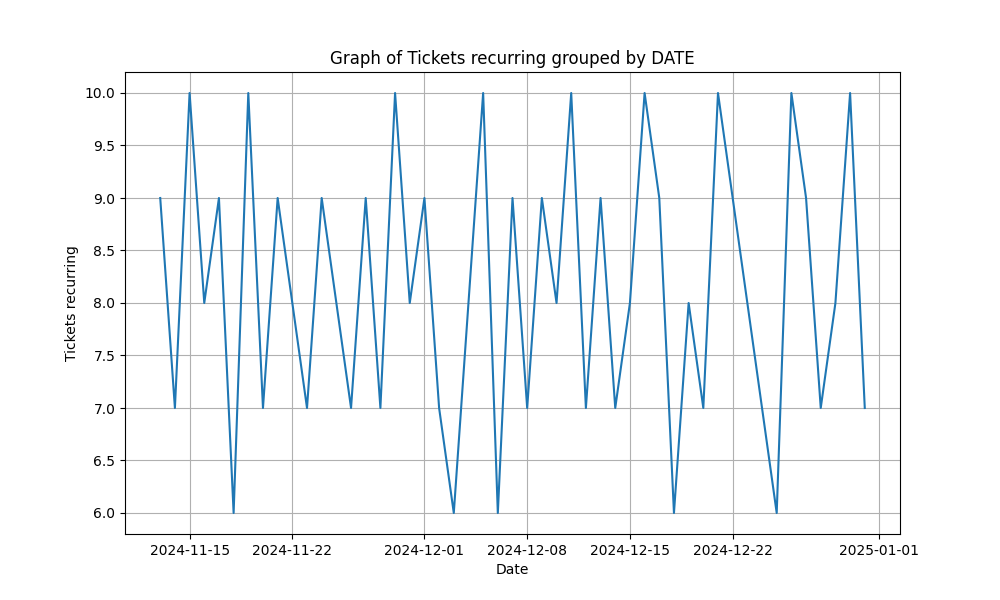 Graph of Tickets recurring grouped by DATE
10.0
9.5
9.0
8.5
8.0
7.5
7.0
6.5
6.0
Tickets recurring
2024-11-15 2024-11-22 2024-12-01 2024-12-08 2024-12-15 2024-12-22 2025-01-01
Date